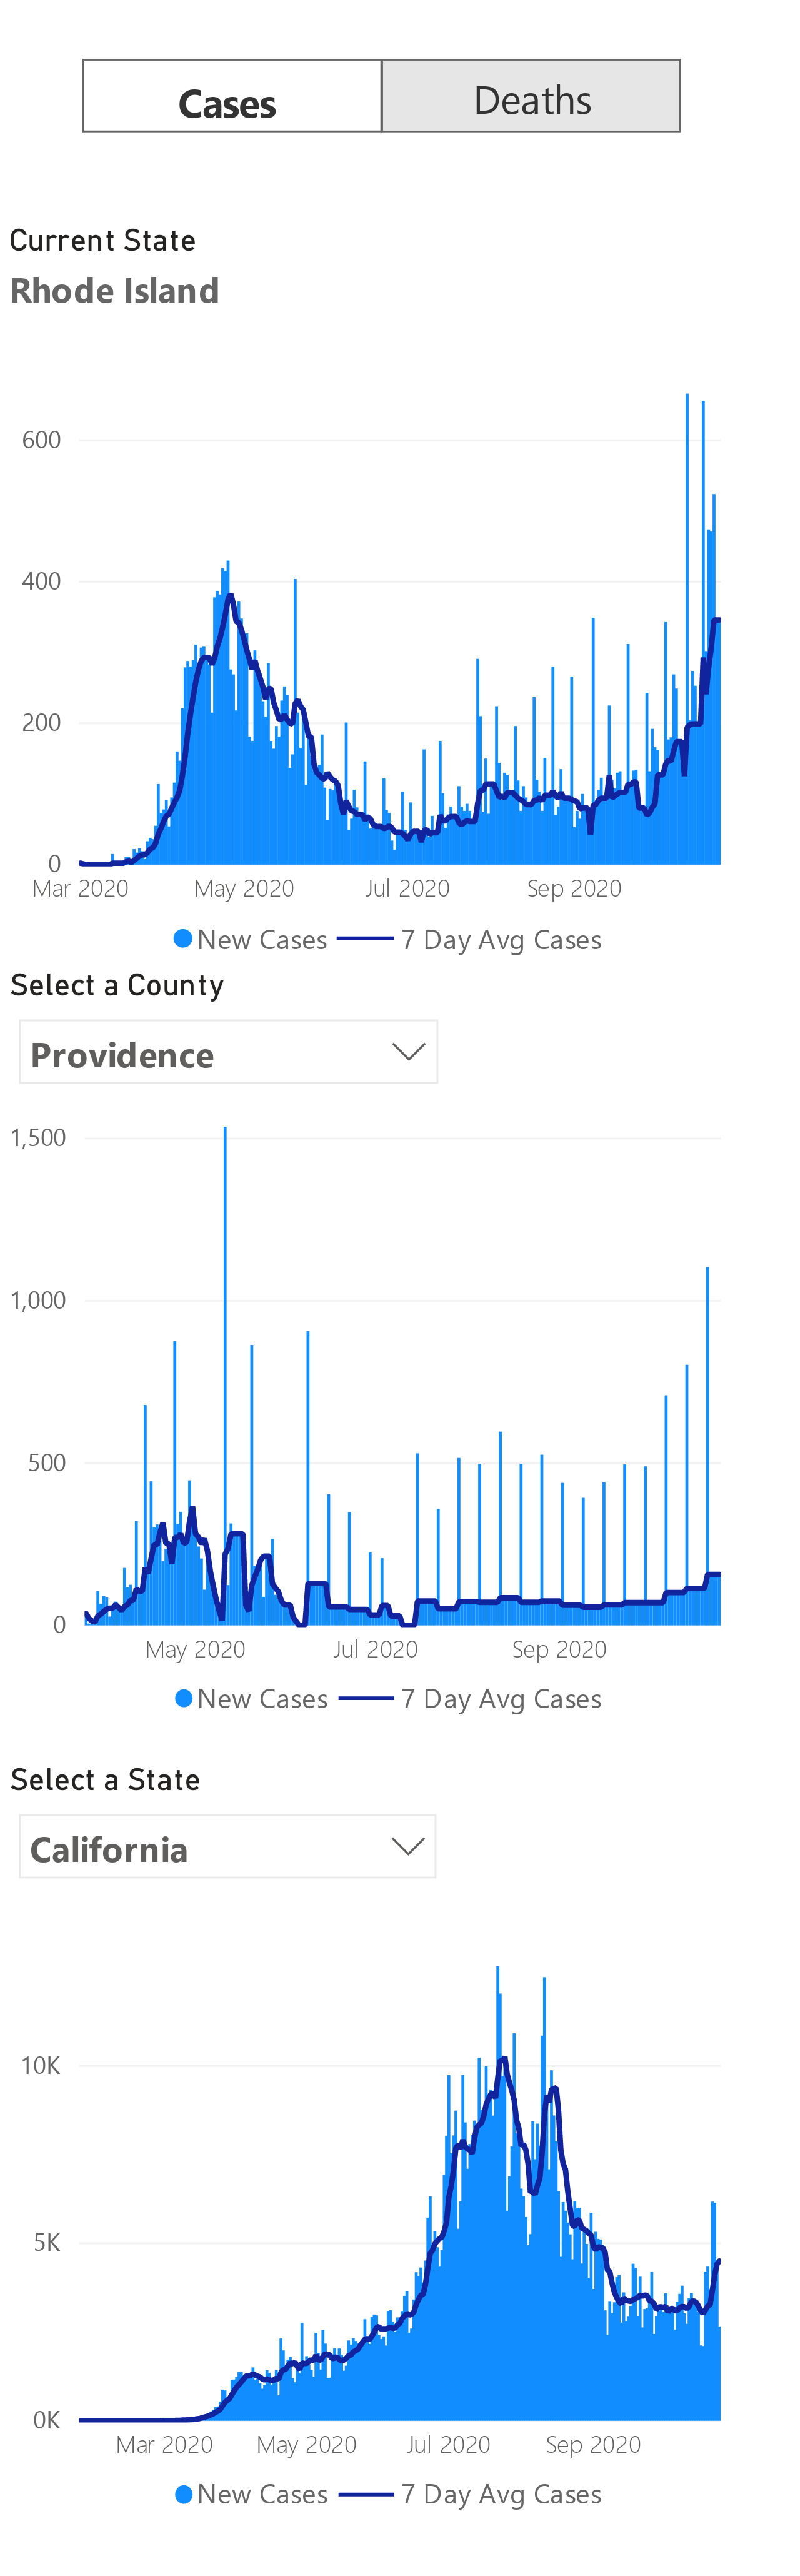 Cases Deaths
Current State
Rhode Island
600
400
200
0
Mar 2020 May 2020 Jul 2020 Sep 2020
New Cases 7 Day Avg Cases
Select a County
Providence
1,500
1,000
500
0
May 2020 Jul 2020 Sep 2020
New Cases 7 Day Avg Cases
Select a State
California
10K
5K
0K
Mar 2020 May 2020 Jul 2020 Sep 2020
New Cases 7 Day Avg Cases